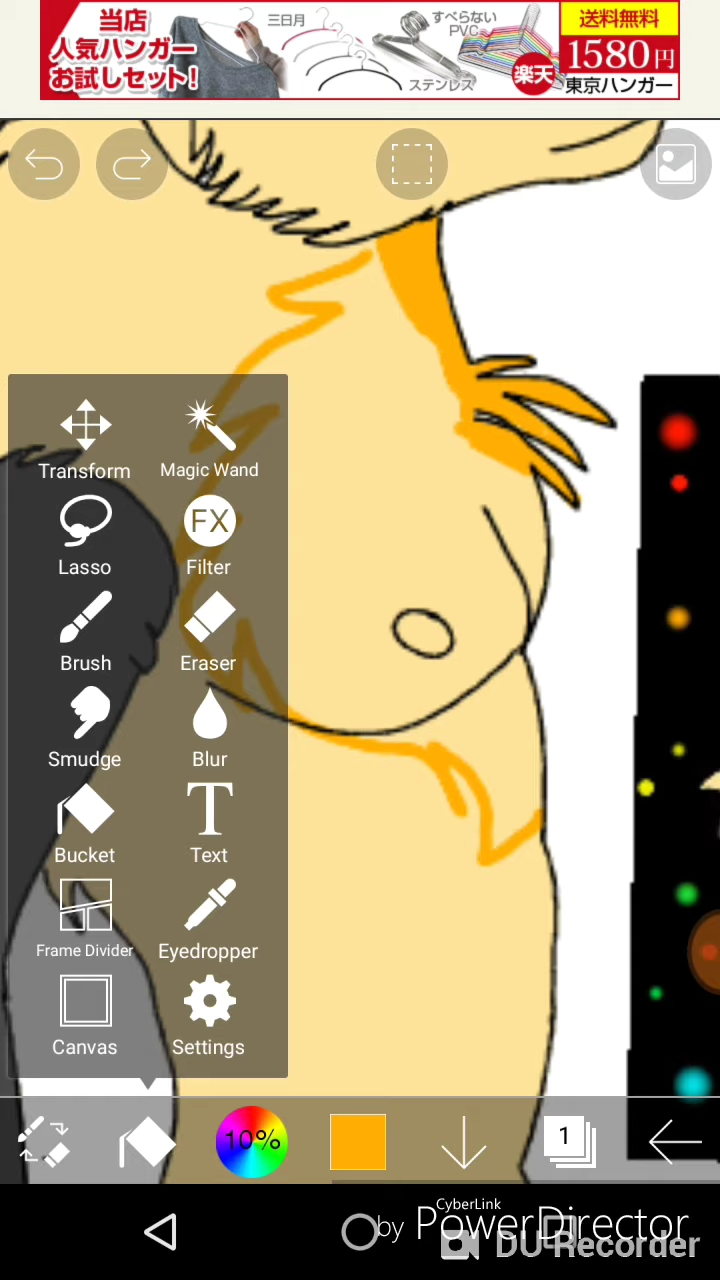 当店
人気ハンガー
お試しセット!
三日月
すべらない
PVC
ステンレス
楽天
送料無料
1580円
東京ハンガー
Transform
Magic Wand
Lasso
FX
Filter
Brush
Eraser
Smudge
Blur
Bucket
T
Text
Frame Divider
Eyedropper
Canvas
Settings
10%
1
CyberLink
by PowerDirector
DU Recorder